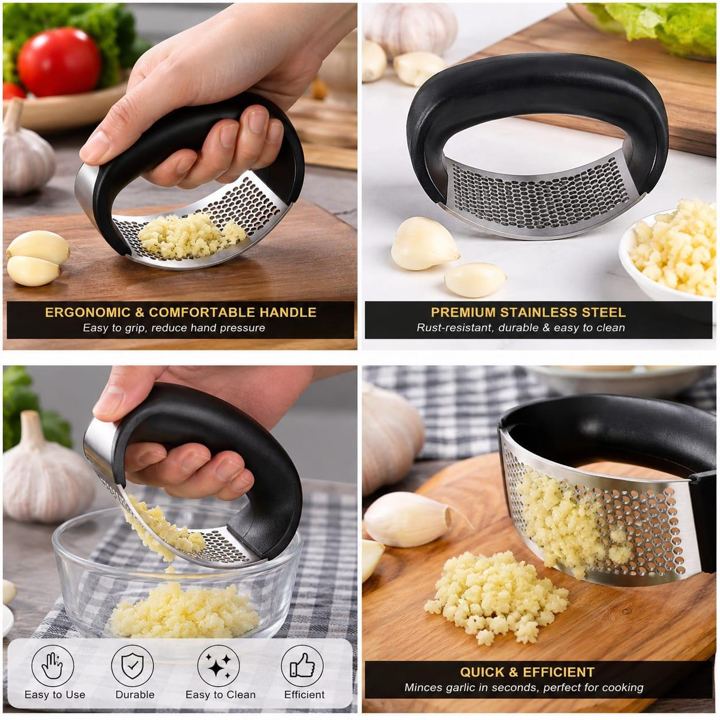 ERGONOMIC & COMFORTABLE HANDLE
Easy to grip, reduce hand pressure
PREMIUM STAINLESS STEEL
Rust-resistant, durable & easy to clean
Easy to Use
Durable
Easy to Clean
Efficient
QUICK & EFFICIENT
Minces garlic in seconds, perfect for cooking